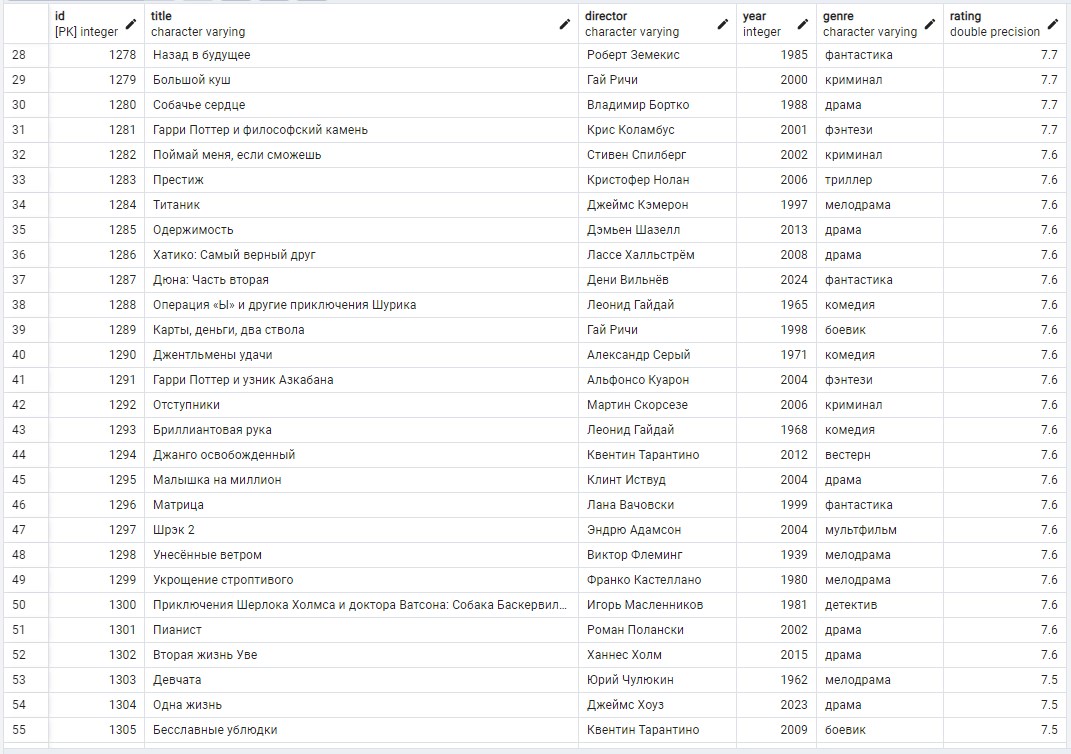 id title director year genre rating
[PK] integer character varying character varying integer character varying double precision
28 1278 Назад в будущее Роберт Земекис 1985 фантастика 7.7
29 1279 Большой куш Гай Ричи 2000 криминал 7.7
30 1280 Собачье сердце Владимир Бортко 1988 драма 7.7
31 1281 Гарри Поттер и философский камень Крис Коламбус 2001 фэнтези 7.7
32 1282 Поймай меня, если сможешь Стивен Спилберг 2002 криминал 7.6
33 1283 Престиж Кристофер Нолан 2006 триллер 7.6
34 1284 Титаник Джеймс Кэмерон 1997 мелодрама 7.6
35 1285 Одержимость Дэмьен Шазелл 2013 драма 7.6
36 1286 Хатико: Самый верный друг Лассе Халльстрём 2008 драма 7.6
37 1287 Дюна: Часть вторая Дени Вильнёв 2024 фантастика 7.6
38 1288 Операция «Ы» и другие приключения Шурика Леонид Гайдай 1965 комедия 7.6
39 1289 Карты, деньги, два ствола Гай Ричи 1998 боевик 7.6
40 1290 Джентльмены удачи Александр Серый 1971 комедия 7.6
41 1291 Гарри Поттер и узник Азкабана Альфонсо Куарон 2004 фэнтези 7.6
42 1292 Отступники Мартин Скорсезе 2006 криминал 7.6
43 1293 Бриллиантовая рука Леонид Гайдай 1968 комедия 7.6
44 1294 Джанго освобожденный Квентин Тарантино 2012 вестерн 7.6
45 1295 Малышка на миллион Клинт Иствуд 2004 драма 7.6
46 1296 Матрица Лана Вачовски 1999 фантастика 7.6
47 1297 Шрэк 2 Эндрю Адамсон 2004 мультфильм 7.6
48 1298 Унесённые ветром Виктор Флеминг 1939 мелодрама 7.6
49 1299 Укрощение строптивого Франко Кастеллано 1980 мелодрама 7.6
50 1300 Приключения Шерлока Холмса и доктора Ватсона: Собака Баскервил... Игорь Масленников 1981 детектив 7.6
51 1301 Пианист Роман Полански 2002 драма 7.6
52 1302 Вторая жизнь Уве Ханнес Холм 2015 драма 7.6
53 1303 Девчата Юрий Чулюкин 1962 мелодрама 7.5
54 1304 Одна жизнь Джеймс Хоуз 2023 драма 7.5
55 1305 Бесславные ублюдки Квентин Тарантино 2009 боевик 7.5